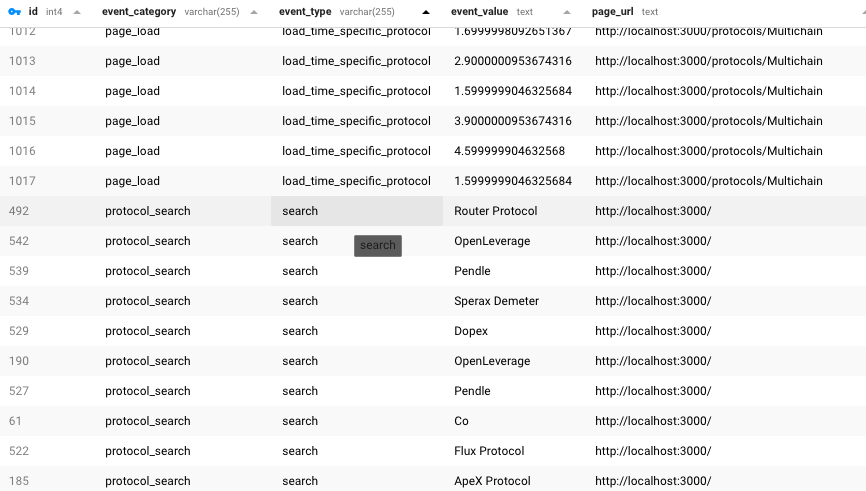 id int4 event_category varchar(255) event_type varchar(255) event_value text page_url text
1012 page_load load_time_specific_protocol 1.6699998092651367 http://localhost:3000/protocols/Multichain
1013 page_load load_time_specific_protocol 2.9000000953674316 http://localhost:3000/protocols/Multichain
1014 page_load load_time_specific_protocol 1.5999999046325684 http://localhost:3000/protocols/Multichain
1015 page_load load_time_specific_protocol 3.9000000953674316 http://localhost:3000/protocols/Multichain
1016 page_load load_time_specific_protocol 4.599999904632568 http://localhost:3000/protocols/Multichain
1017 page_load load_time_specific_protocol 1.5999999046325684 http://localhost:3000/protocols/Multichain
492 protocol_search search Router Protocol http://localhost:3000/
542 protocol_search search OpenLeverage http://localhost:3000/
search
539 protocol_search search Pendle http://localhost:3000/
534 protocol_search search Sperax Demeter http://localhost:3000/
529 protocol_search search Dopex http://localhost:3000/
190 protocol_search search OpenLeverage http://localhost:3000/
527 protocol_search search Pendle http://localhost:3000/
61 protocol_search search Co http://localhost:3000/
522 protocol_search search Flux Protocol http://localhost:3000/
185 protocol_search search ApeX Protocol http://localhost:3000/